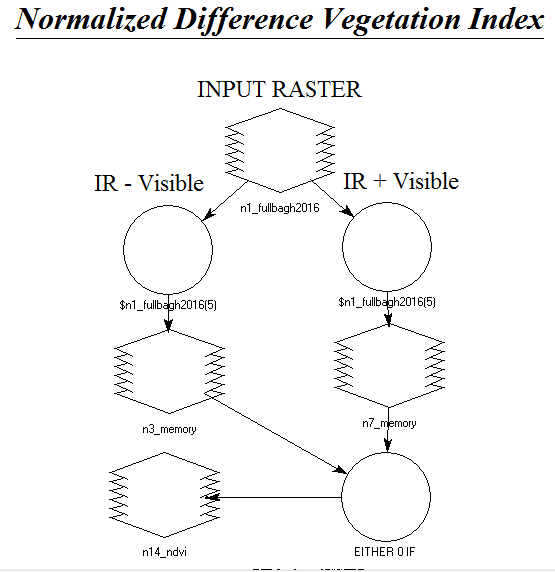 Normalized Difference Vegetation Index
INPUT RASTER
IR - Visible
IR + Visible
n1_fullbagh2016
$n1_fullbagh2016(5)
$n1_fullbagh2016(5)
n3_memory
n7_memory
n14_ndvi
EITHER 0 IF